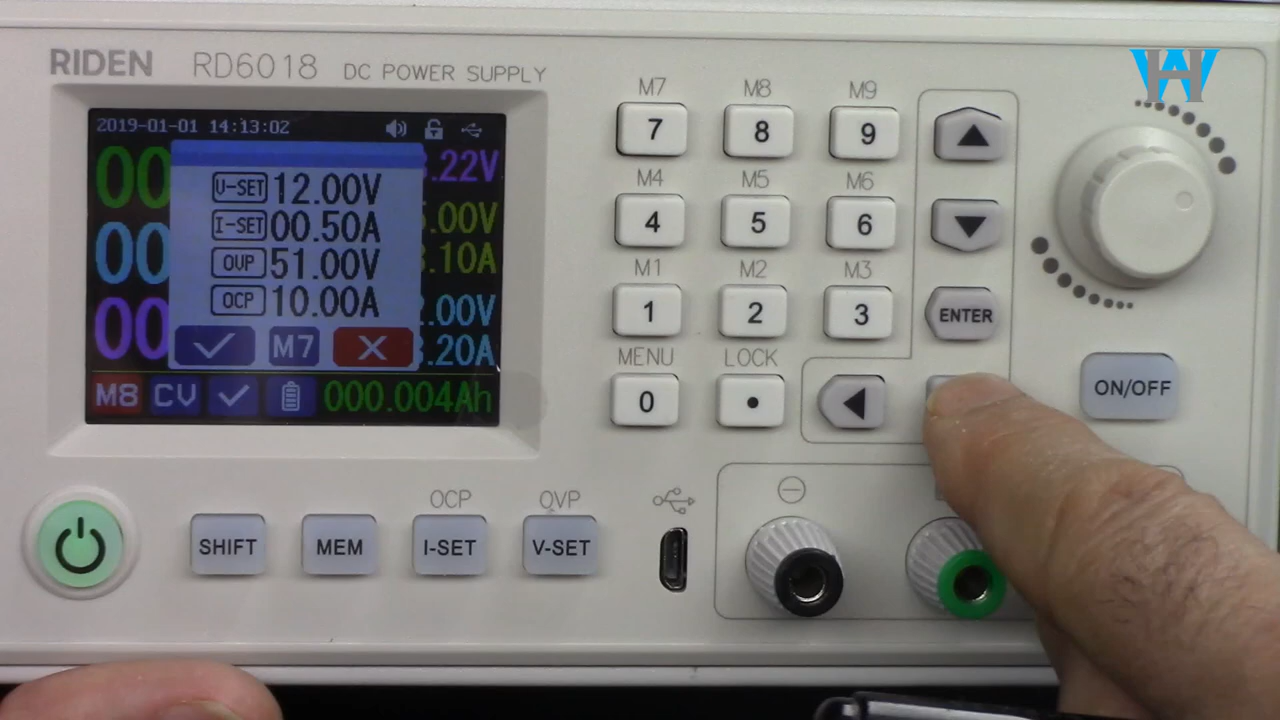 RIDEN RD6018 DC POWER SUPPLY
2019-01-01 14:13:02
00 .22V
V-SET 12.00V
I-SET 00.50A
.00V
00 .10A
OVP 51.00V
OCP 10.00A
00 .00V
M7
.20A
M8 CV 000.004Ah
M7 M8 M9
7 8 9
M4 M5 M6
4 5 6
M1 M2 M3
1 2 3
ENTER
MENU LOCK
0 •
ON/OFF
OCP OVP
SHIFT MEM I-SET V-SET